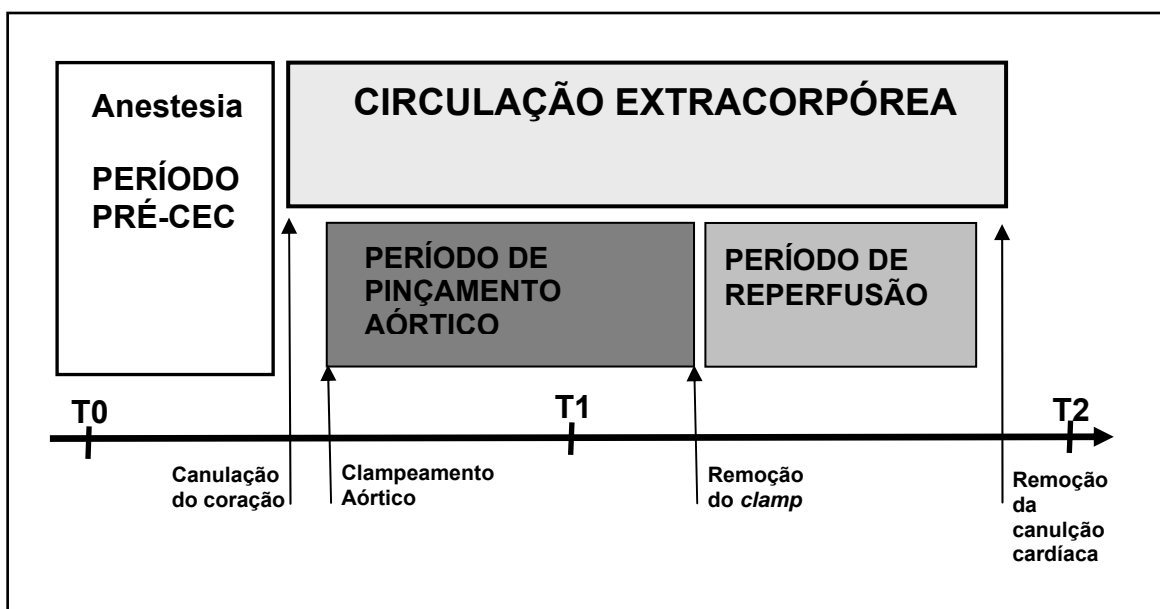 Anestesia
PERÍODO
PRÉ-CEC
CIRCULAÇÃO EXTRACORPÓREA
PERÍODO DE
PINÇAMENTO
AÓRTICO
PERÍODO DE
REPERFUSÃO
T0
T1
T2
Canulação
do coração
Clampeamento
Aórtico
Remoção
do clamp
Remoção
da
canulção
cardíaca